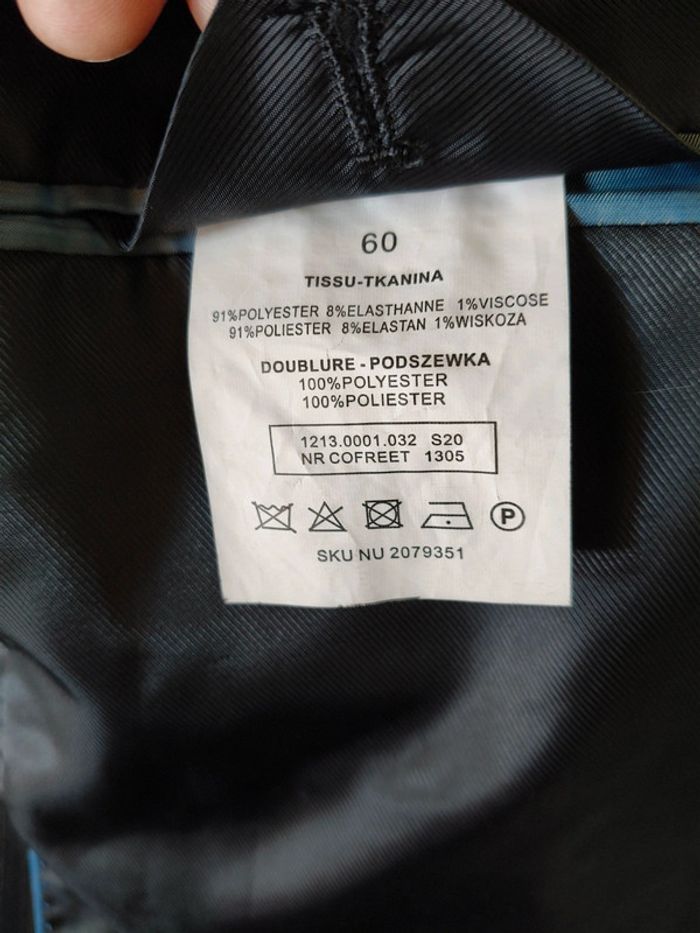 60
TISSU-TKANINA
91%POLYESTER 8%ELASTHANNE 1%VISCOSE
91%POLIESTER 8%ELASTAN 1%WISKOZA
DOUBLURE - PODSZEWKA
100%POLYESTER
100%POLIESTER
1213.0001.032 S20
NR COFREET 1305
P
SKU NU 2079351